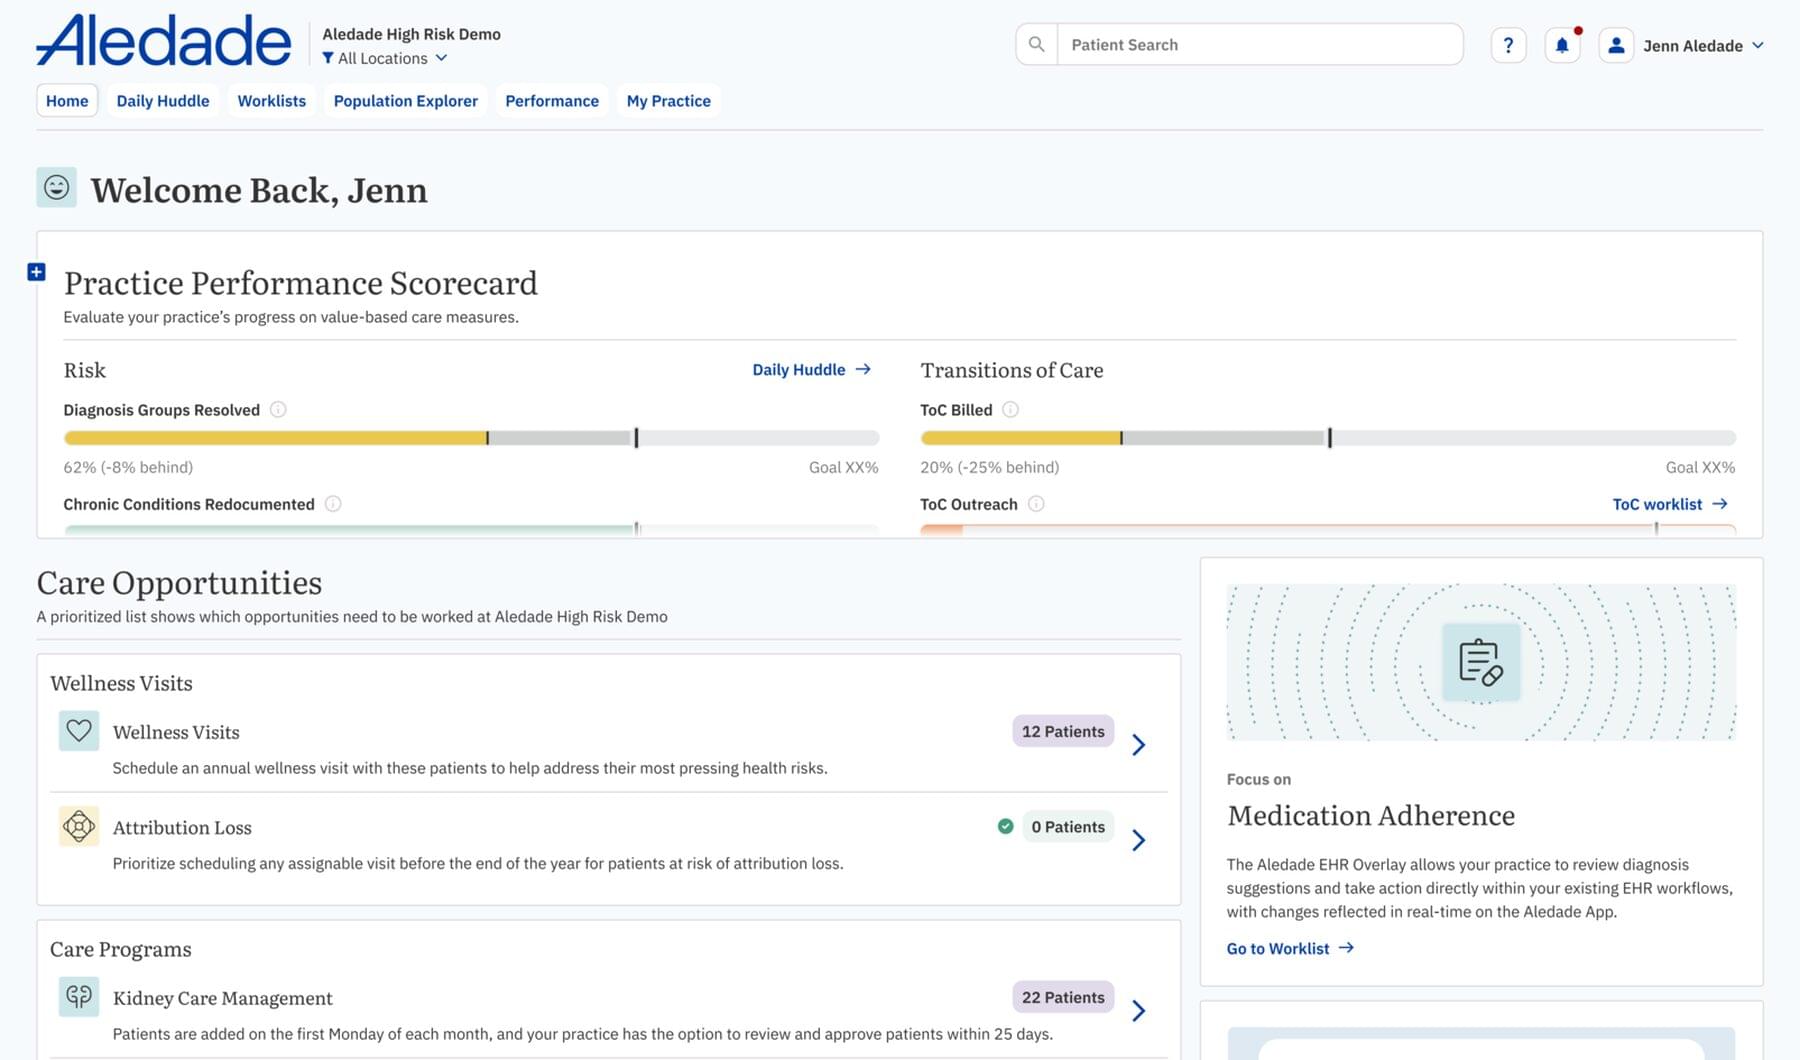 Aledade
Aledade High Risk Demo
All Locations
Patient Search
?
Jenn Aledade
Home
Daily Huddle
Worklists
Population Explorer
Performance
My Practice
Welcome Back, Jenn
Practice Performance Scorecard
Evaluate your practice’s progress on value-based care measures.
Risk
Daily Huddle →
Diagnosis Groups Resolved
62% (-8% behind)
Goal XX%
Chronic Conditions Redocumented
Transitions of Care
ToC Billed
20% (-25% behind)
Goal XX%
ToC Outreach
ToC worklist →
Care Opportunities
A prioritized list shows which opportunities need to be worked at Aledade High Risk Demo
Wellness Visits
Wellness Visits
12 Patients
Schedule an annual wellness visit with these patients to help address their most pressing health risks.
Attribution Loss
0 Patients
Prioritize scheduling any assignable visit before the end of the year for patients at risk of attribution loss.
Care Programs
Kidney Care Management
22 Patients
Patients are added on the first Monday of each month, and your practice has the option to review and approve patients within 25 days.
Focus on
Medication Adherence
The Aledade EHR Overlay allows your practice to review diagnosis
suggestions and take action directly within your existing EHR workflows,
with changes reflected in real-time on the Aledade App.
Go to Worklist →